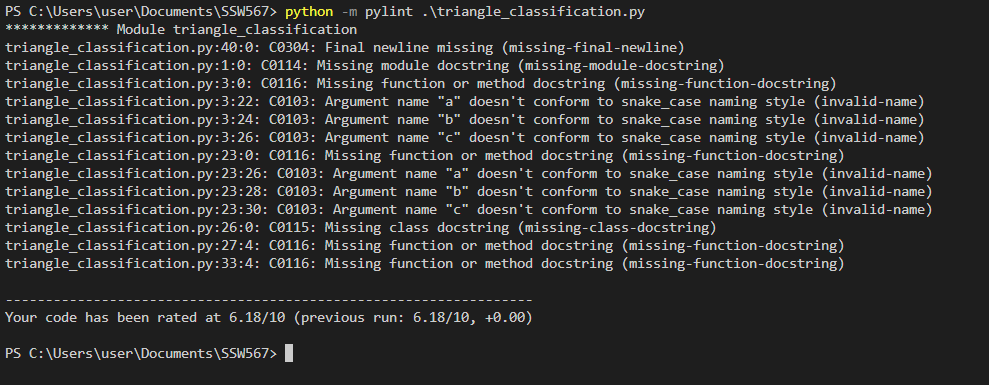 PS C:\Users\user\Documents\SSW567> python -m pylint .\triangle_classification.py
************* Module triangle_classification
triangle_classification.py:40:0: C0304: Final newline missing (missing-final-newline)
triangle_classification.py:1:0: C0114: Missing module docstring (missing-module-docstring)
triangle_classification.py:3:0: C0116: Missing function or method docstring (missing-function-docstring)
triangle_classification.py:3:22: C0103: Argument name "a" doesn't conform to snake_case naming style (invalid-name)
triangle_classification.py:3:24: C0103: Argument name "b" doesn't conform to snake_case naming style (invalid-name)
triangle_classification.py:3:26: C0103: Argument name "c" doesn't conform to snake_case naming style (invalid-name)
triangle_classification.py:23:0: C0116: Missing function or method docstring (missing-function-docstring)
triangle_classification.py:23:26: C0103: Argument name "a" doesn't conform to snake_case naming style (invalid-name)
triangle_classification.py:23:28: C0103: Argument name "b" doesn't conform to snake_case naming style (invalid-name)
triangle_classification.py:23:30: C0103: Argument name "c" doesn't conform to snake_case naming style (invalid-name)
triangle_classification.py:26:0: C0115: Missing class docstring (missing-class-docstring)
triangle_classification.py:27:4: C0116: Missing function or method docstring (missing-function-docstring)
triangle_classification.py:33:4: C0116: Missing function or method docstring (missing-function-docstring)
------------------------------------------------------------------
Your code has been rated at 6.18/10 (previous run: 6.18/10, +0.00)
PS C:\Users\user\Documents\SSW567>